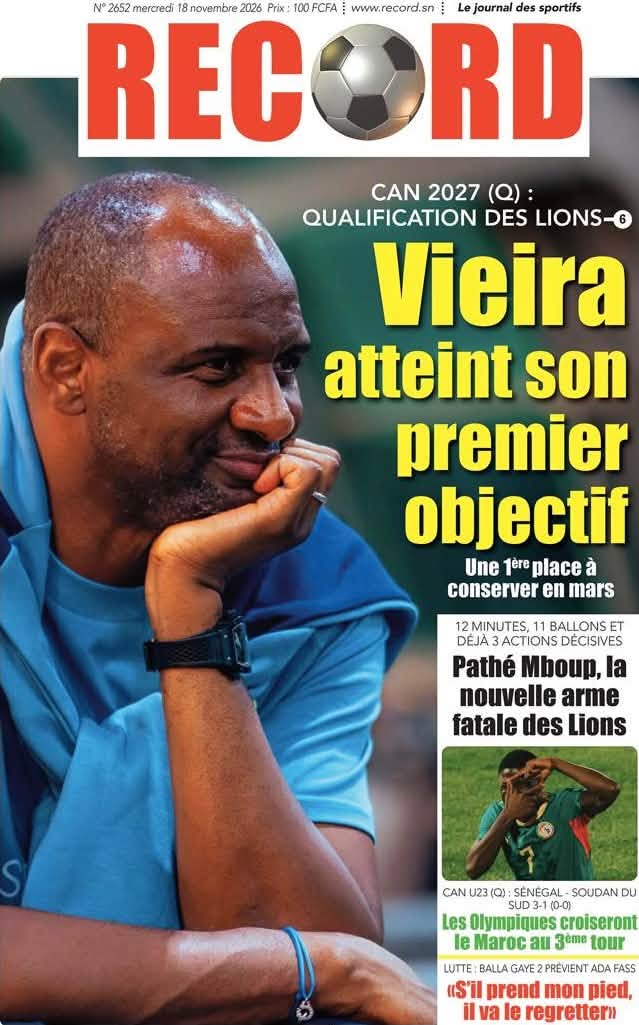 N° 2652 mercredi 18 novembre 2026 Prix : 100 FCFA www.record.sn Le journal des sportifs
RECORD
CAN 2027 (Q) :
QUALIFICATION DES LIONS 6
Vieira
atteint son
premier
objectif
Une 1ère place à
conserver en mars
12 MINUTES, 11 BALLONS ET
DÉJÀ 3 ACTIONS DÉCISIVES
Pathé Mboup, la
nouvelle arme
fatale des Lions
7
CAN U23 (Q) : SÉNÉGAL - SOUDAN DU
SUD 3-1 (0-0)
Les Olympiques croiseront
le Maroc au 3ème tour
LUTTE : BALLA GAYE 2 PRÉVIENT ADA FASS
«S'il prend mon pied,
il va le regretter»